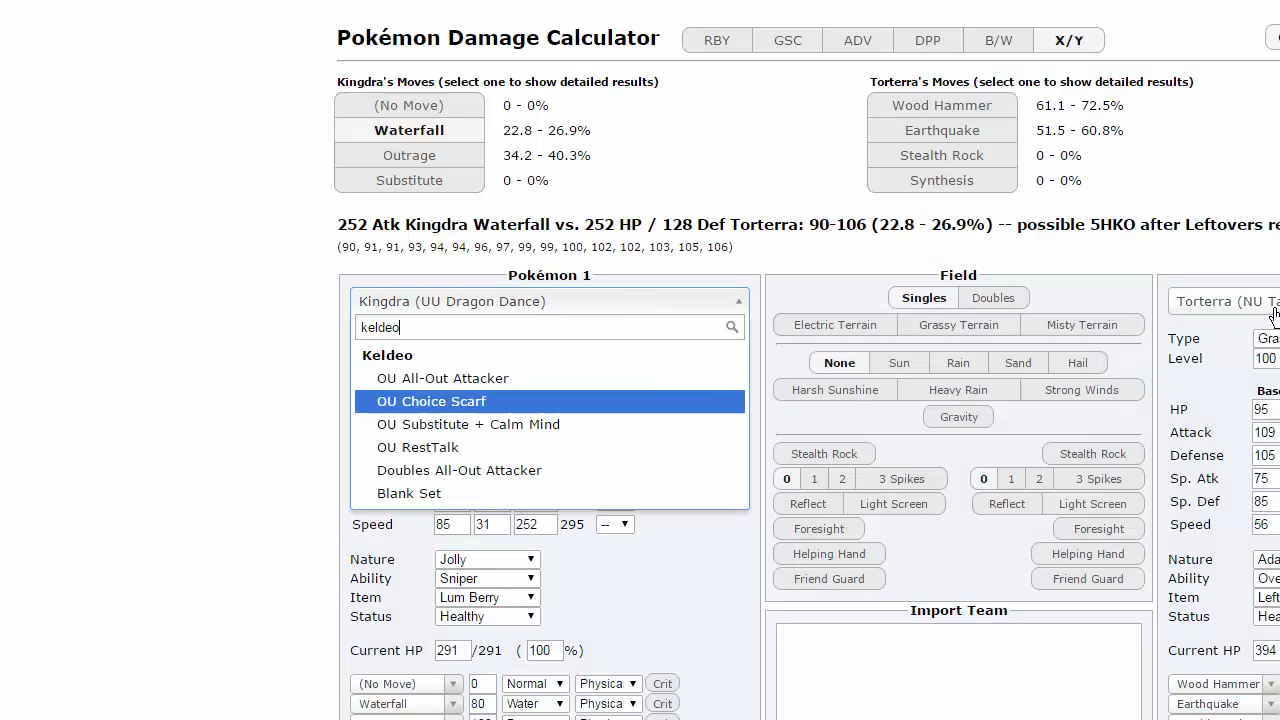 Pokémon Damage Calculator
RBY GSC ADV DPP B/W X/Y
Kingdra's Moves (select one to show detailed results)
(No Move) 0 - 0%
Waterfall 22.8 - 26.9%
Outrage 34.2 - 40.3%
Substitute 0 - 0%
Torterra's Moves (select one to show detailed results)
Wood Hammer 61.1 - 72.5%
Earthquake 51.5 - 60.8%
Stealth Rock 0 - 0%
Synthesis 0 - 0%
252 Atk Kingdra Waterfall vs. 252 HP / 128 Def Torterra: 90-106 (22.8 - 26.9%) -- possible 5HKO after Leftovers re
(90, 91, 91, 93, 94, 94, 96, 97, 99, 99, 100, 102, 102, 103, 105, 106)
Pokémon 1
Kingdra (UU Dragon Dance)
keldeo
Keldeo
OU All-Out Attacker
OU Choice Scarf
OU Substitute + Calm Mind
OU RestTalk
Doubles All-Out Attacker
Blank Set
Speed 85 31 252 295 --
Nature Jolly
Ability Sniper
Item Lum Berry
Status Healthy
Current HP 291 /291 ( 100 %)
(No Move) 0 Normal Physica Crit
Waterfall 80 Water Physica Crit
Field
Singles Doubles
Electric Terrain Grassy Terrain Misty Terrain
None Sun Rain Sand Hail
Harsh Sunshine Heavy Rain Strong Winds
Gravity
Stealth Rock Stealth Rock
0 1 2 3 Spikes 0 1 2 3 Spikes
Reflect Light Screen Reflect Light Screen
Foresight Foresight
Helping Hand Helping Hand
Friend Guard Friend Guard
Import Team
Torterra (NU Ta
Type Gra
Level 100
Bas
HP 95
Attack 109
Defense 105
Sp. Atk 75
Sp. Def 85
Speed 56
Nature Ada
Ability Ove
Item Left
Status Hea
Current HP 394
Wood Hammer
Earthquake